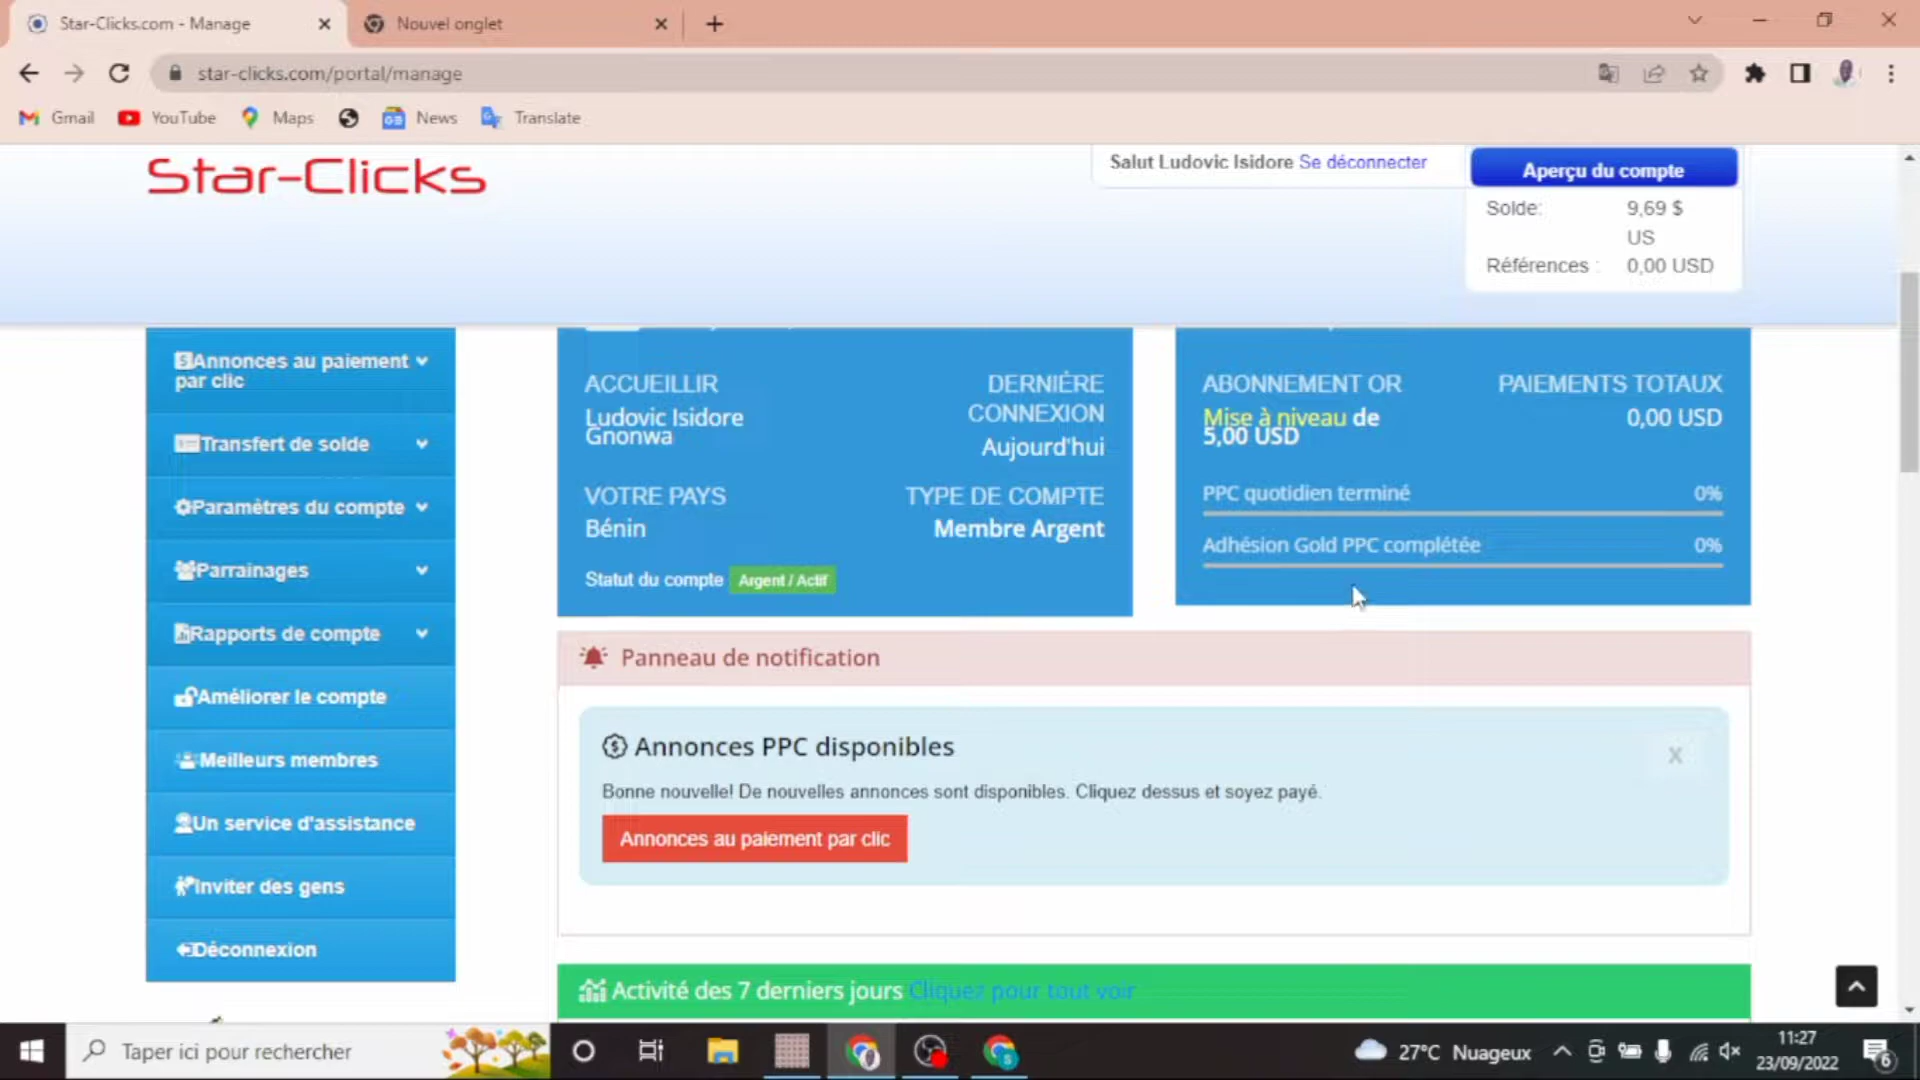 Star-Clicks.com - Manage
Nouvel onglet
star-clicks.com/portal/manage
Gmail
YouTube
Maps
News
Translate
Star-Clicks
Salut Ludovic Isidore Se déconnecter
Aperçu du compte
Solde: 9,69 $
US
Références : 0,00 USD
Annonces au paiement
par clic
Transfert de solde
Paramètres du compte
Parrainages
Rapports de compte
Améliorer le compte
Meilleurs membres
Un service d'assistance
Inviter des gens
Déconnexion
ACCUEILLIR
Ludovic Isidore
Gnonwa
DERNIÈRE
CONNEXION
Aujourd'hui
VOTRE PAYS
Bénin
TYPE DE COMPTE
Membre Argent
Statut du compte Argent / Actif
ABONNEMENT OR
Mise à niveau de
5,00 USD
PAIEMENTS TOTAUX
0,00 USD
PPC quotidien terminé 0%
Adhésion Gold PPC complétée 0%
Panneau de notification
Annonces PPC disponibles
X
Bonne nouvelle! De nouvelles annonces sont disponibles. Cliquez dessus et soyez payé.
Annonces au paiement par clic
Activité des 7 derniers jours Cliquez pour tout voir
Taper ici pour rechercher
27°C Nuageux
11:27
23/09/2022
6